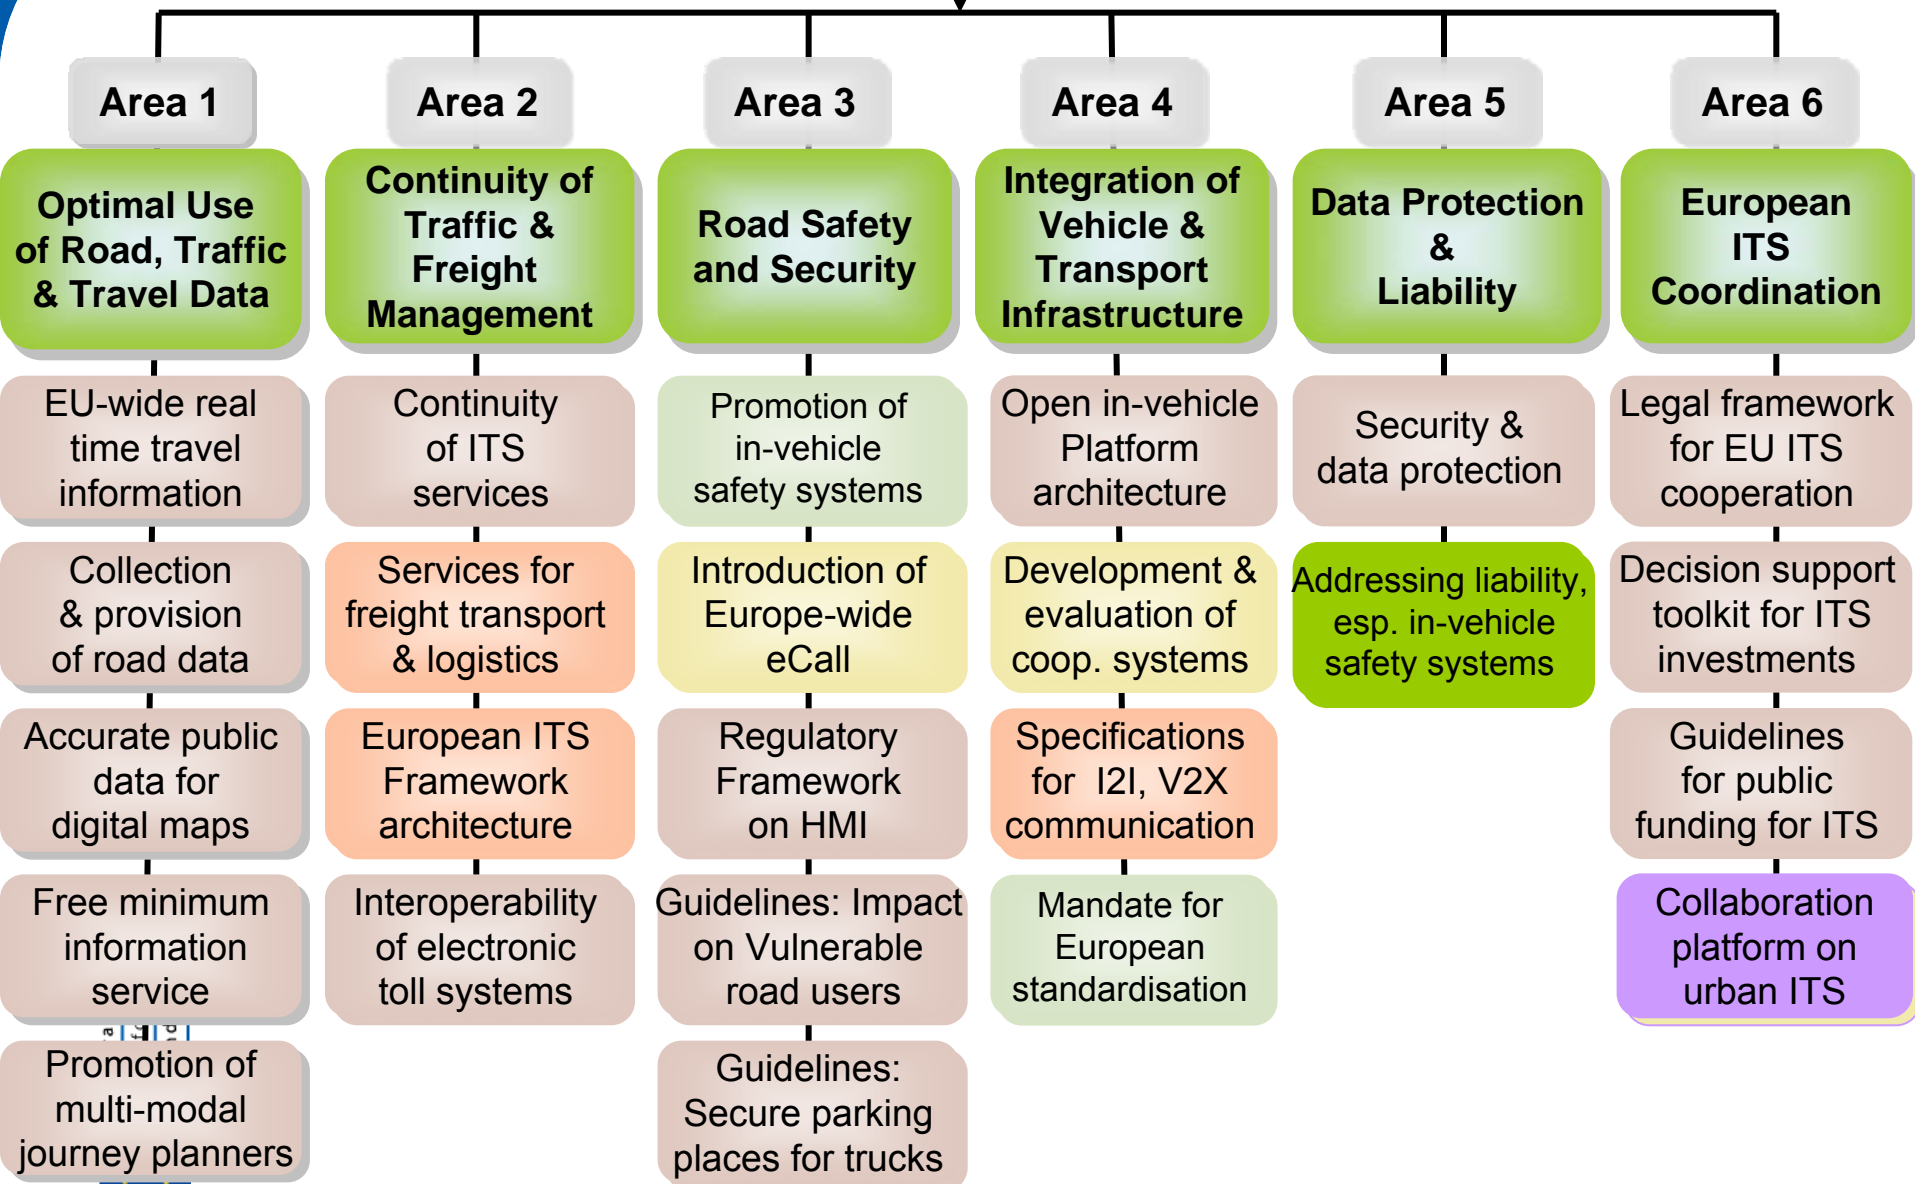 Area 1
Area 2
Area 3
Area 4
Area 5
Area 6
Optimal Use
of Road, Traffic
& Travel Data
Continuity of
Traffic &
Freight
Management
Road Safety
and Security
Integration of
Vehicle &
Transport
Infrastructure
Data Protection
&
Liability
European
ITS
Coordination
EU-wide real
time travel
information
Collection
& provision
of road data
Accurate public
data for
digital maps
Free minimum
information
service
Promotion of
multi-modal
journey planners
Continuity
of ITS
services
Services for
freight transport
& logistics
European ITS
Framework
architecture
Interoperability
of electronic
toll systems
Promotion of
in-vehicle
safety systems
Introduction of
Europe-wide
eCall
Regulatory
Framework
on HMI
Guidelines: Impact
on Vulnerable
road users
Guidelines:
Secure parking
places for trucks
Open in-vehicle
Platform
architecture
Development &
evaluation of
coop. systems
Specifications
for I2I, V2X
communication
Mandate for
European
standardisation
Security &
data protection
Addressing liability,
esp. in-vehicle
safety systems
Legal framework
for EU ITS
cooperation
Decision support
toolkit for ITS
investments
Guidelines
for public
funding for ITS
Collaboration
platform on
urban ITS